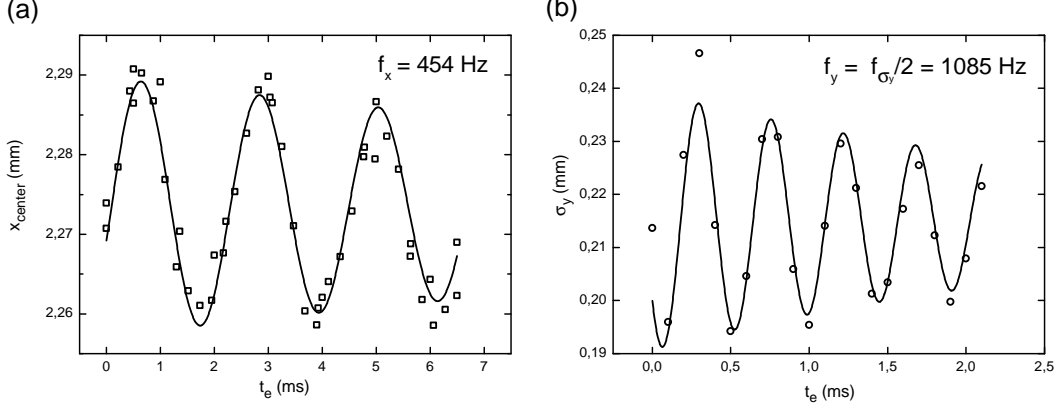 (a)
f_x = 454 Hz
2,29
2,28
2,27
2,26
x_center (mm)
0 1 2 3 4 5 6 7
t_e (ms)
(b)
f_y = f_σ_y/2 = 1085 Hz
0,25
0,24
0,23
0,22
0,21
0,20
0,19
σ_y (mm)
0,0 0,5 1,0 1,5 2,0 2,5
t_e (ms)